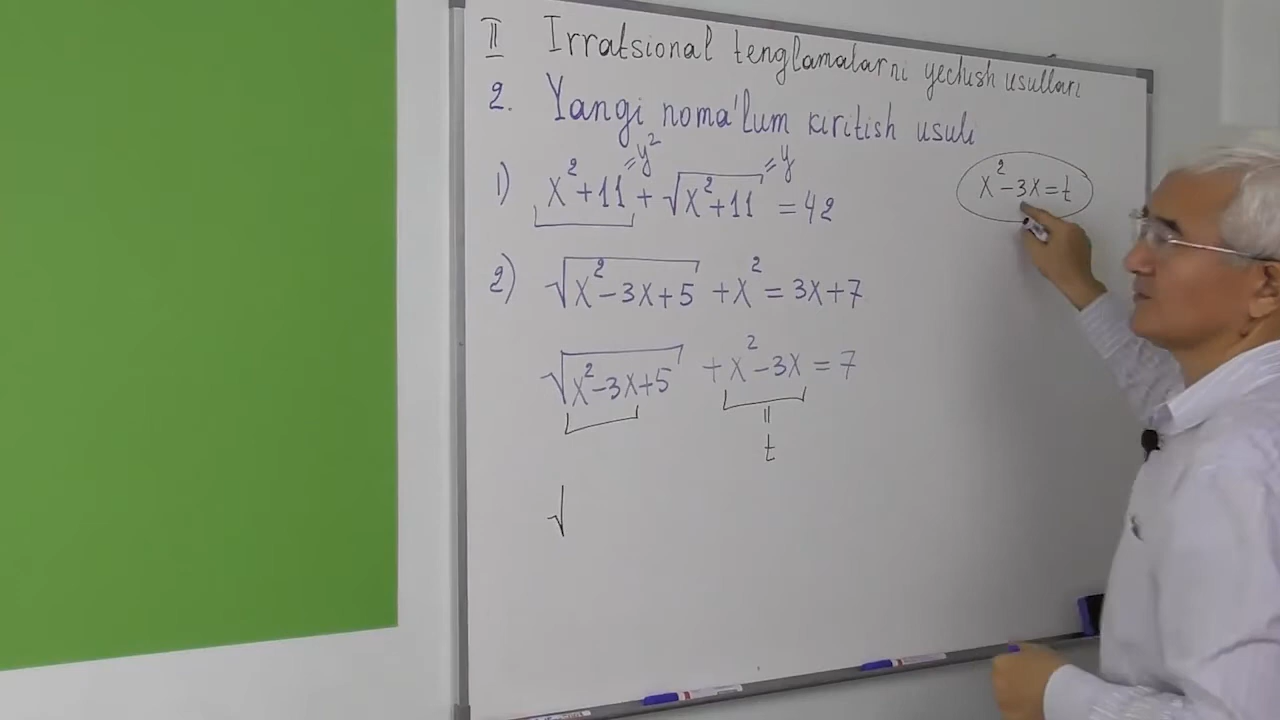 II Irratsional tenglamalarni yechish usullari
2. Yangi noma'lum kiritish usuli
=y² =y
1) x²+11 + √x²+11 = 42
x²-3x=t
2) √x²-3x+5 +x² = 3x+7
√x²-3x+5 +x²-3x = 7
=
t
√